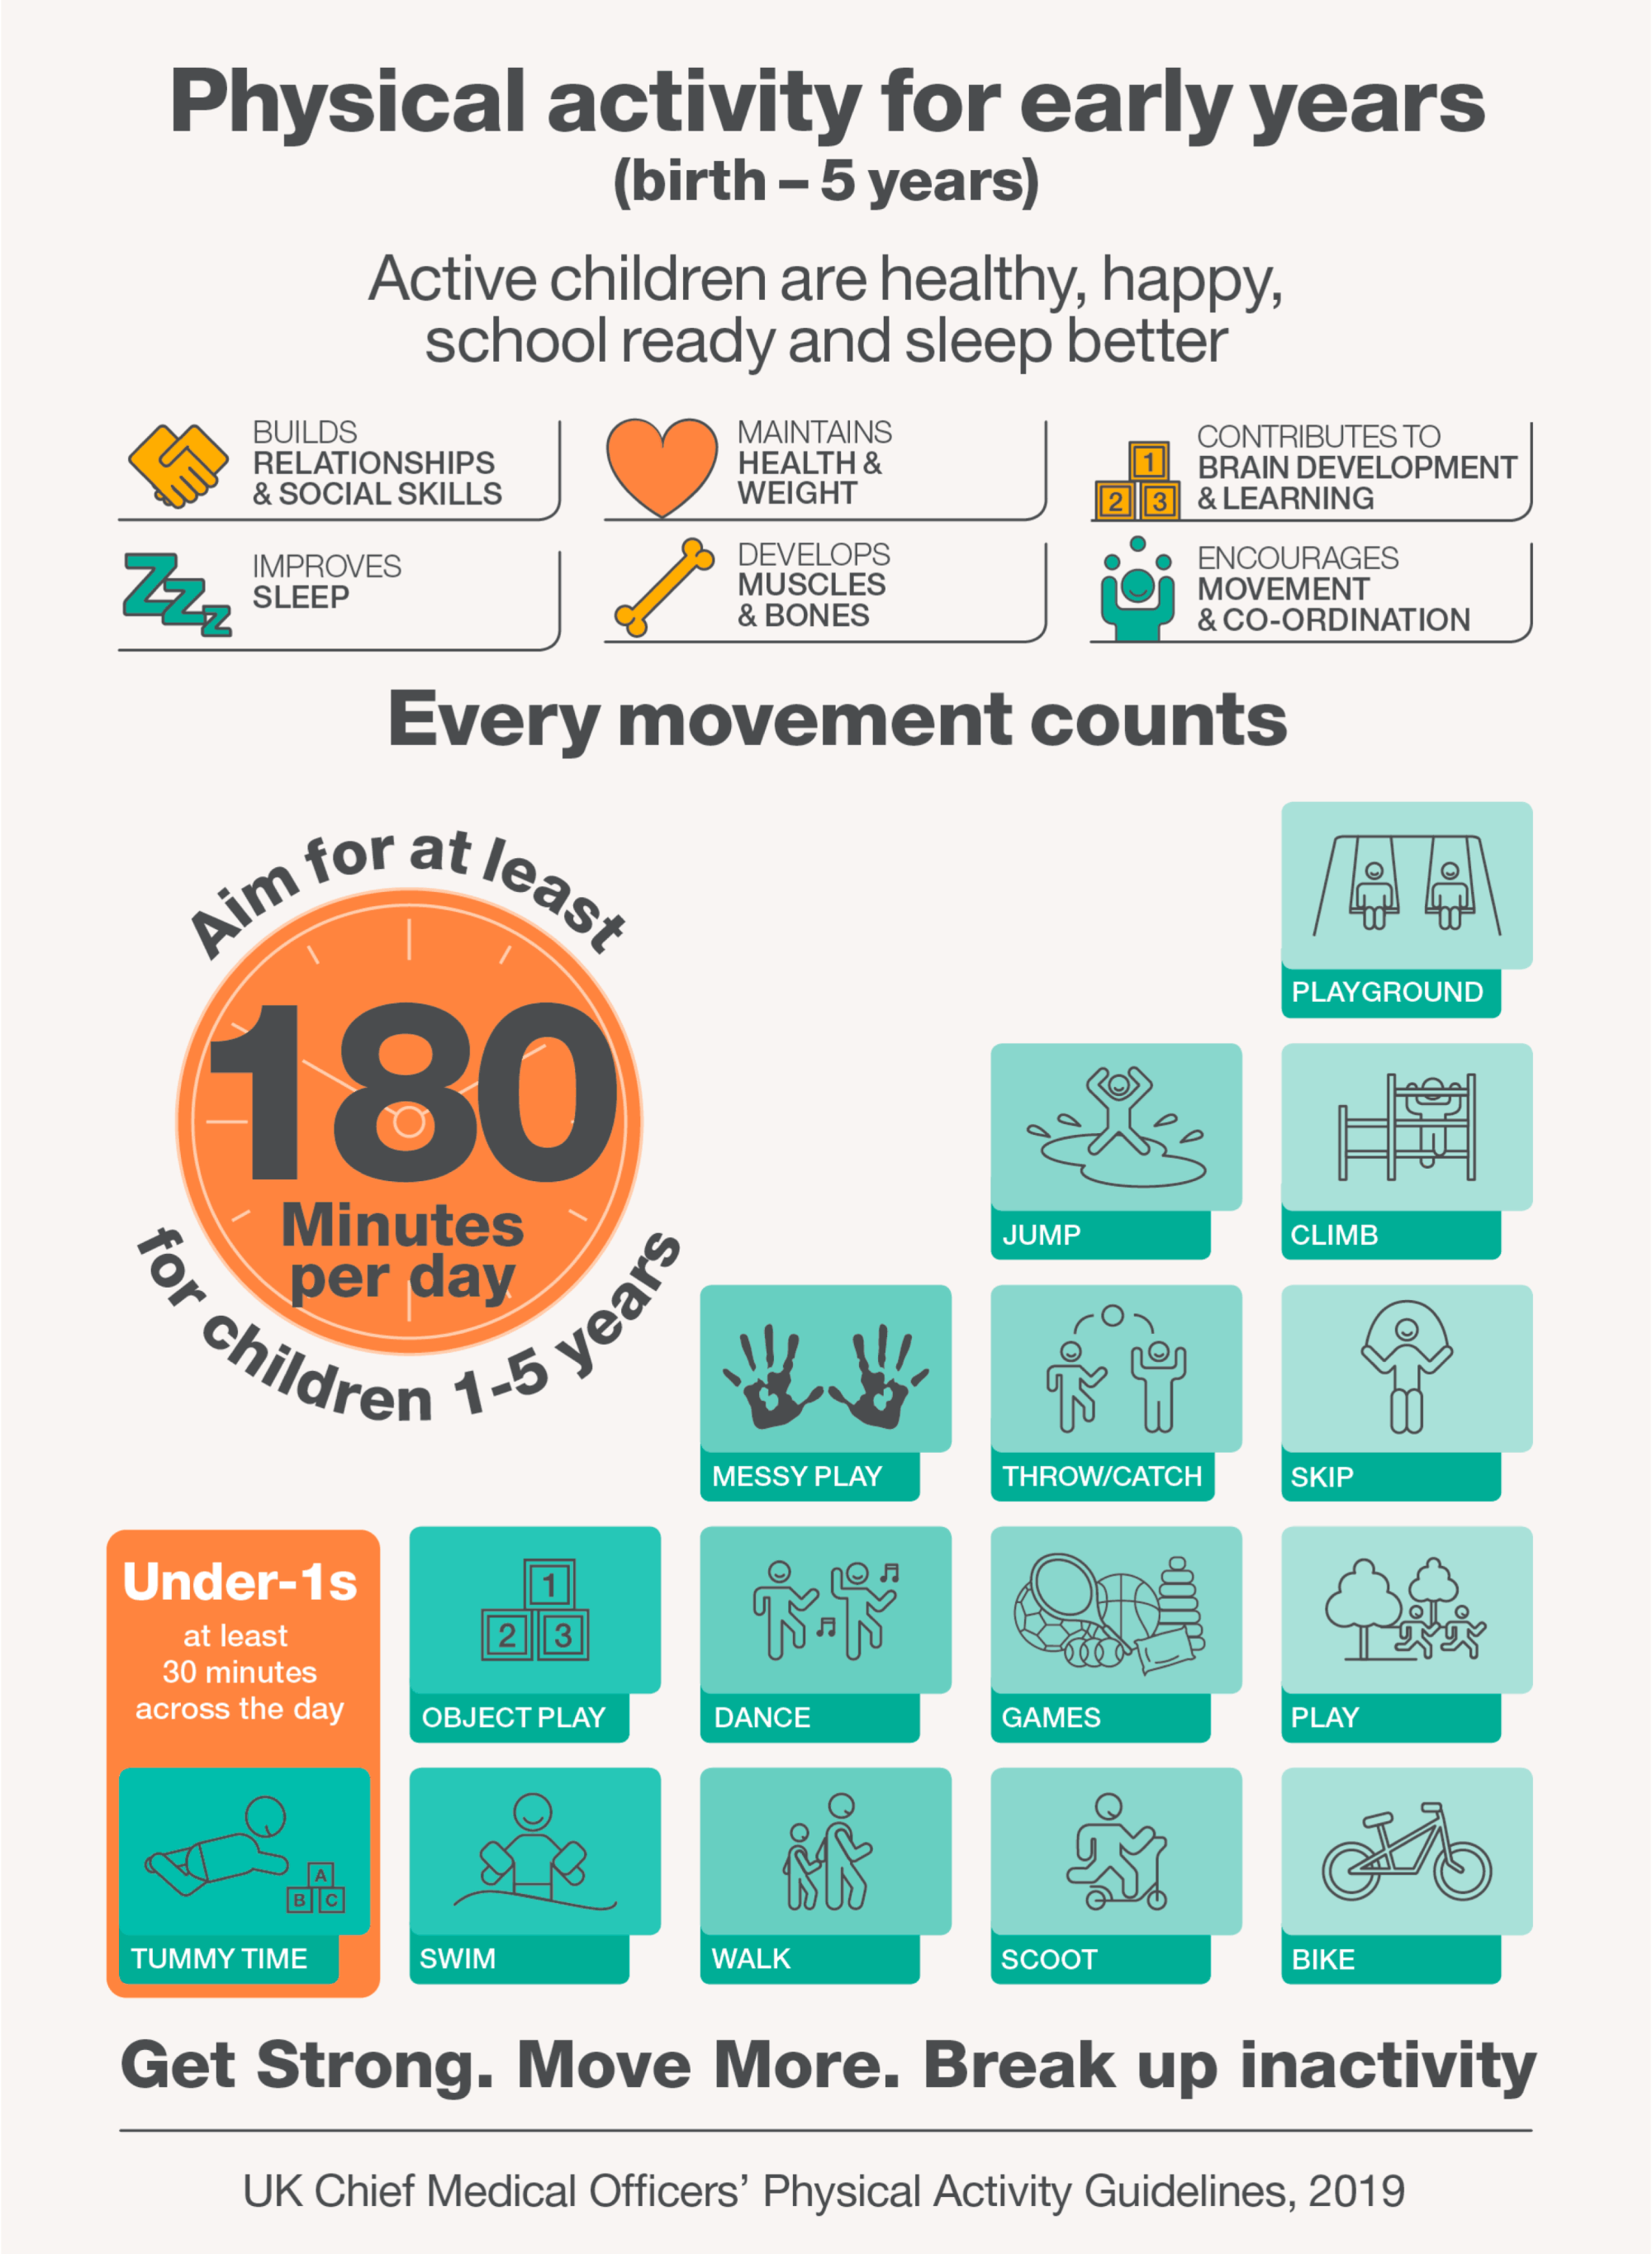 Physical activity for early years
(birth – 5 years)
Active children are healthy, happy,
school ready and sleep better
BUILDS
RELATIONSHIPS
& SOCIAL SKILLS
MAINTAINS
HEALTH &
WEIGHT
1
2 3
CONTRIBUTES TO
BRAIN DEVELOPMENT
& LEARNING
ZZZ
IMPROVES
SLEEP
DEVELOPS
MUSCLES
& BONES
ENCOURAGES
MOVEMENT
& CO-ORDINATION
Every movement counts
Aim for at least
180
Minutes
per day
for children 1-5 years
PLAYGROUND
JUMP
CLIMB
MESSY PLAY
THROW/CATCH
SKIP
Under-1s
at least
30 minutes
across the day
1
2 3
OBJECT PLAY
DANCE
GAMES
PLAY
A
B C
TUMMY TIME
SWIM
WALK
SCOOT
BIKE
Get Strong. Move More. Break up inactivity
UK Chief Medical Officers’ Physical Activity Guidelines, 2019